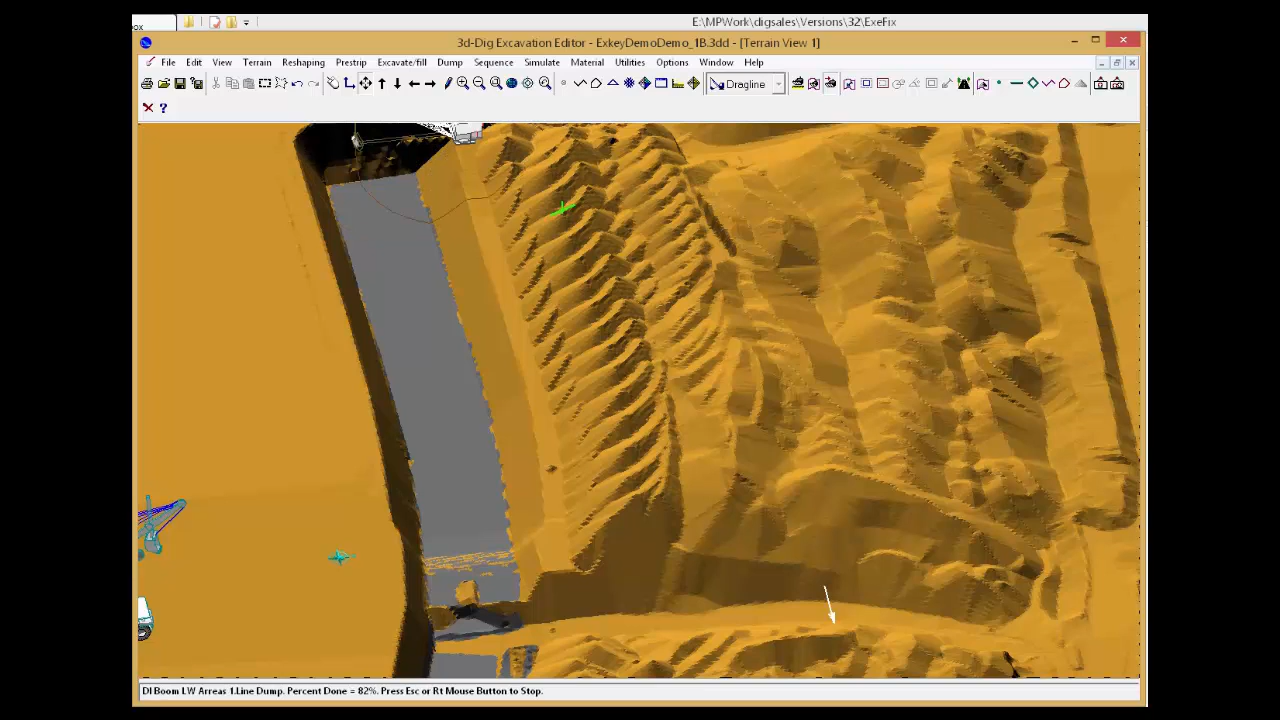 ox
E:\MPWork\digsales\Versions\32\ExeFix
3d-Dig Excavation Editor - ExkeyDemoDemo_1B.3dd - [Terrain View 1]
File Edit View Terrain Reshaping Prestrip Excavate/fill Dump Sequence Simulate Material Utilities Options Window Help
Dragline
DI Boom LW Arreas 1.Line Dump. Percent Done = 82%. Press Esc or Rt Mouse Button to Stop.